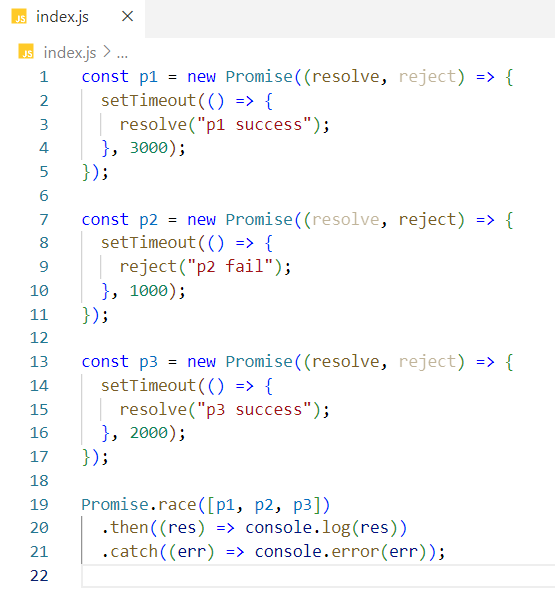 JS index.js ×
JS index.js > ...
1 const p1 = new Promise((resolve, reject) => {
2   setTimeout(() => {
3     resolve("p1 success");
4   }, 3000);
5 });
6
7 const p2 = new Promise((resolve, reject) => {
8   setTimeout(() => {
9     reject("p2 fail");
10   }, 1000);
11 });
12
13 const p3 = new Promise((resolve, reject) => {
14   setTimeout(() => {
15     resolve("p3 success");
16   }, 2000);
17 });
18
19 Promise.race([p1, p2, p3])
20   .then((res) => console.log(res))
21   .catch((err) => console.error(err));
22